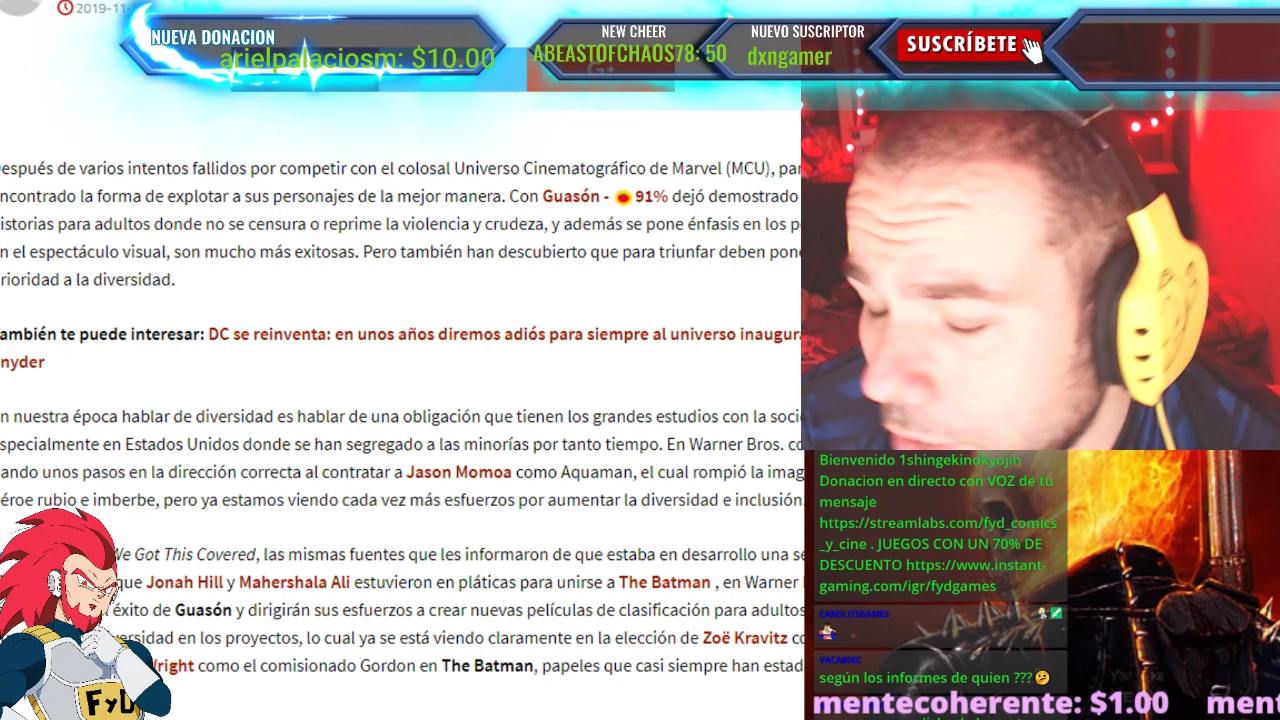 2019-11-
NUEVA DONACION
arielpalaciosm: $10.00
NEW CHEER
ABEASTOFCHAOS78: 50
NUEVO SUSCRIPTOR
dxngamer
SUSCRÍBETE
espués de varios intentos fallidos por competir con el colosal Universo Cinematográfico de Marvel (MCU), par
ncontrado la forma de explotar a sus personajes de la mejor manera. Con Guasón - 91% dejó demostrado
istorias para adultos donde no se censura o reprime la violencia y crudeza, y además se pone énfasis en los p
n el espectáculo visual, son mucho más exitosas. Pero también han descubierto que para triunfar deben pone
rioridad a la diversidad.
ambién te puede interesar: DC se reinventa: en unos años diremos adiós para siempre al universo inaugura
nyder
n nuestra época hablar de diversidad es hablar de una obligación que tienen los grandes estudios con la soci
specialmente en Estados Unidos donde se han segregado a las minorías por tanto tiempo. En Warner Bros. co
ando unos pasos en la dirección correcta al contratar a Jason Momoa como Aquaman, el cual rompió la imag
éroe rubio e imberbe, pero ya estamos viendo cada vez más esfuerzos por aumentar la diversidad e inclusión.
We Got This Covered, las mismas fuentes que les informaron de que estaba en desarrollo una se
que Jonah Hill y Mahershala Ali estuvieron en pláticas para unirse a The Batman , en Warner
éxito de Guasón y dirigirán sus esfuerzos a crear nuevas películas de clasificación para adultos
versidad en los proyectos, lo cual ya se está viendo claramente en la elección de Zoë Kravitz co
Wright como el comisionado Gordon en The Batman, papeles que casi siempre han estad
FyD
Bienvenido 1shingekinokyojin
Donacion en directo con VOZ de tu
mensaje
https://streamlabs.com/fyd_comics
_y_cine . JUEGOS CON UN 70% DE
DESCUENTO https://www.instant-
gaming.com/igr/fydgames
CAROLITSGAMES
según los informes de quien ???🤔
mentecoherente: $1.00 ment